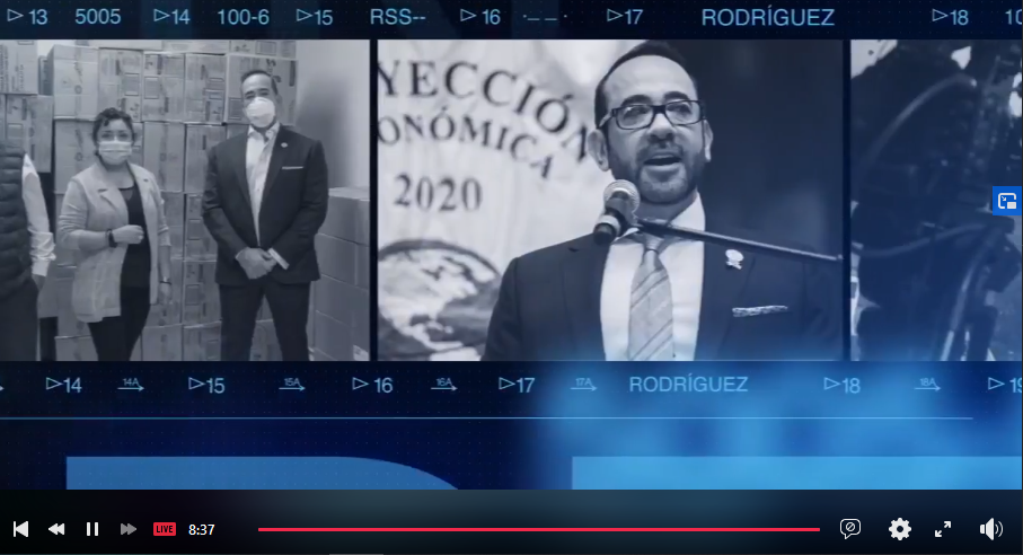 ▷13 5005 ▷14 100-6 ▷15 RSS-- ▷16 ·– – · ▷17 RODRÍGUEZ ▷18
YECCIÓN
ONÓMICA
2020
▷14 14A ▷15 15A ▷16 16A ▷17 17A RODRÍGUEZ ▷18 18A ▷19
LIVE 8:37